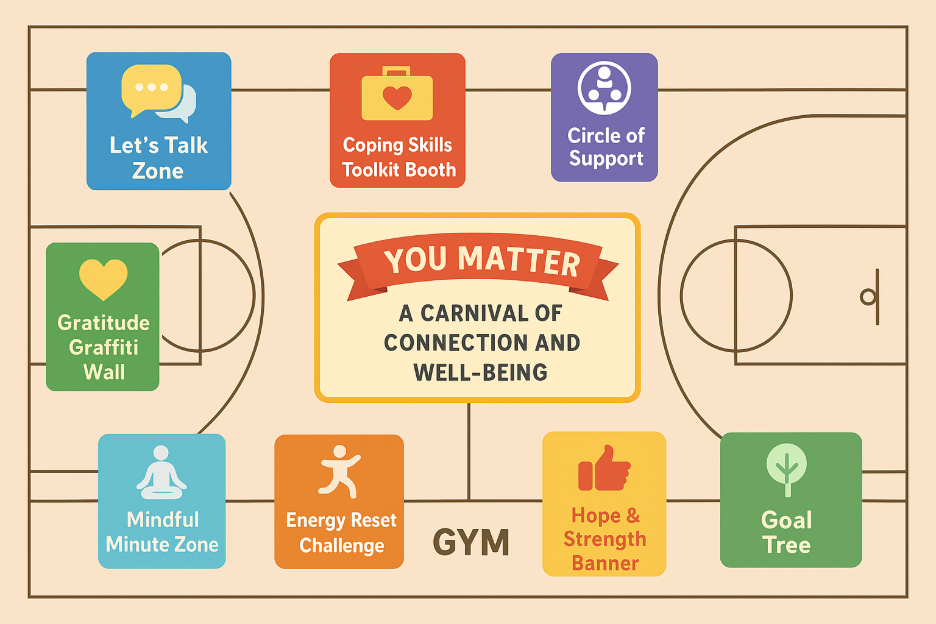 Let's Talk
Zone
Coping Skills
Toolkit Booth
Circle of
Support
YOU MATTER
A CARNIVAL OF
CONNECTION AND
WELL-BEING
Gratitude
Graffiti
Wall
Mindful
Minute Zone
Energy Reset
Challenge
GYM
Hope &
Strength
Banner
Goal
Tree